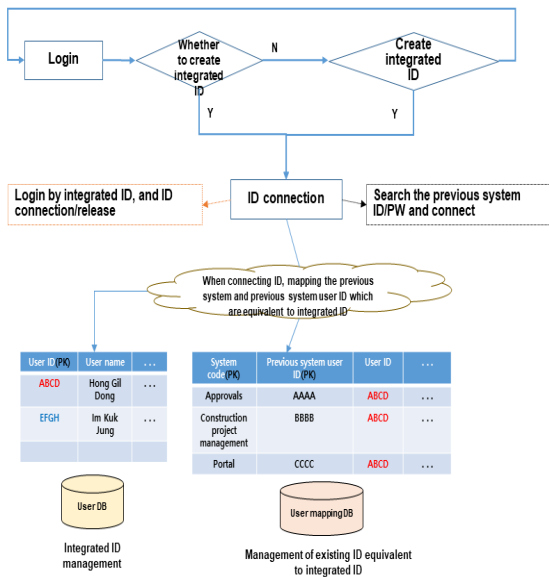 Login
Whether
to create
integrated
ID
N
Create
integrated
ID
Y
Y
Login by integrated ID, and ID
connection/release
ID connection
Search the previous system
ID/PW and connect
When connecting ID, mapping the previous
system and previous system user ID which
are equivalent to integrated ID
User ID(PK) User name . . .
ABCD Hong Gil Dong . . .
EFGH Im Kuk Jung . . .
System code(PK) Previous system user ID(PK) User ID . . .
Approvals AAAA ABCD . . .
Construction project management BBBB ABCD . . .
Portal CCCC ABCD . . .
User DB
User mappingDB
Integrated ID
management
Management of existing ID equivalent
to integrated ID